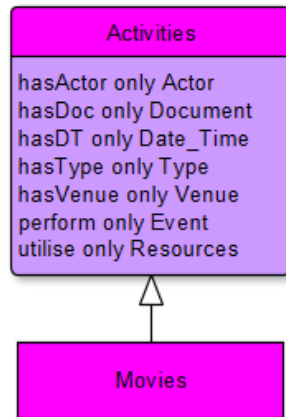 Activities
hasActor only Actor
hasDoc only Document
hasDT only Date_Time
hasType only Type
hasVenue only Venue
perform only Event
utilise only Resources
Movies